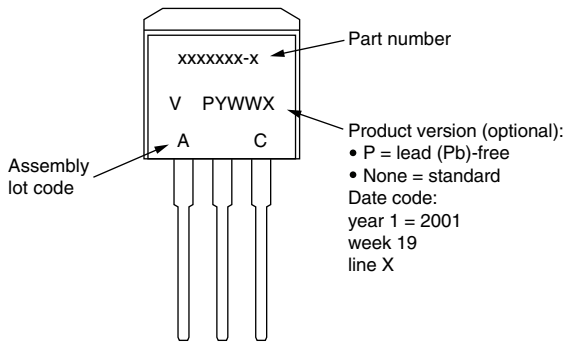 Part number
xxxxxxx-x
V PYWWX
A C
Assembly
lot code
Product version (optional):
• P = lead (Pb)-free
• None = standard
Date code:
year 1 = 2001
week 19
line X